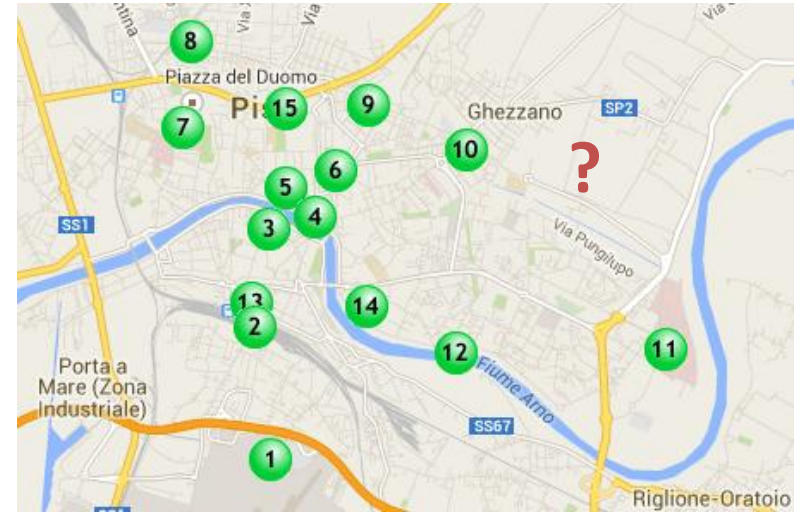 8
Piazza del Duomo
Pis
15
9
Ghezzano
SP2
7
10
?
6
5
4
3
SS1
Via Pungilupo
13
14
2
12
11
Fiume Arno
Porta a
Mare (Zona
Industriale)
SS67
1
Riglione-Oratoio